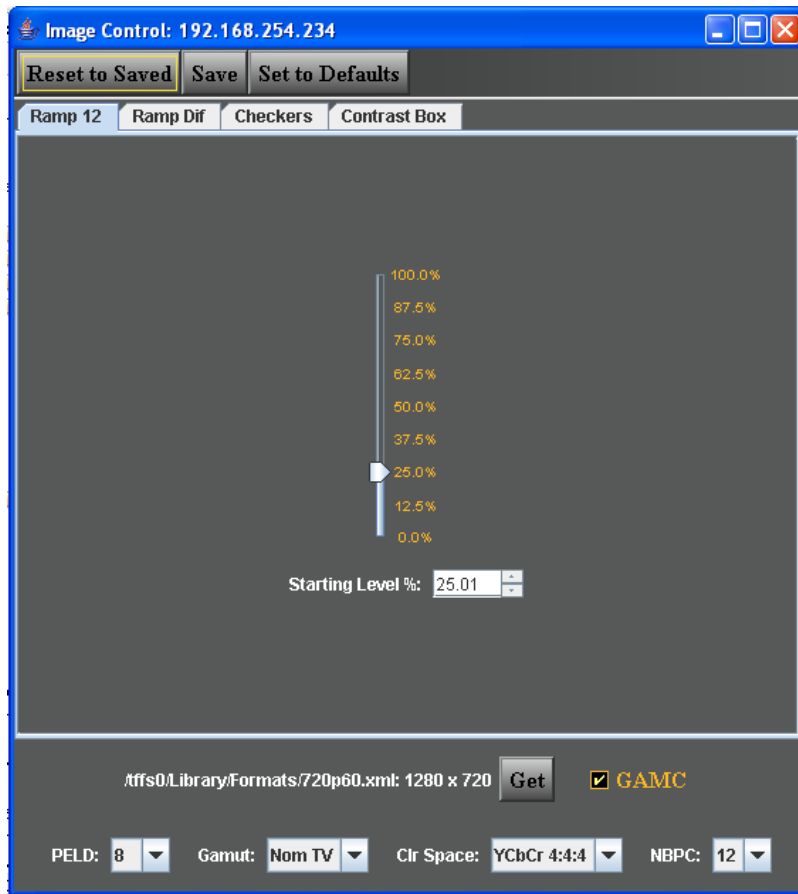 Image Control: 192.168.254.234
Reset to Saved Save Set to Defaults
Ramp 12 Ramp Dif Checkers Contrast Box
100.0%
87.5%
75.0%
62.5%
50.0%
37.5%
25.0%
12.5%
0.0%
Starting Level %: 25.01
/tffs0/Library/Formats/720p60.xml: 1280 x 720 Get GAMC
PELD: 8 Gamut: Nom TV Clr Space: YCbCr 4:4:4 NBPC: 12